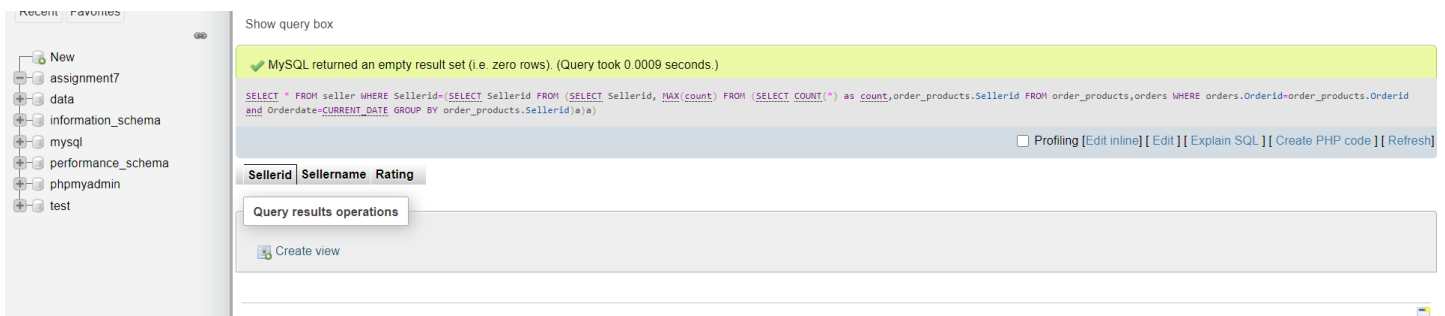 Recent Favorites
Show query box
New
assignment7
data
information_schema
mysql
performance_schema
phpmyadmin
test
MySQL returned an empty result set (i.e. zero rows). (Query took 0.0009 seconds.)
SELECT * FROM seller WHERE Sellerid=(SELECT Sellerid FROM (SELECT Sellerid, MAX(count) FROM (SELECT COUNT(*) as count,order_products.Sellerid FROM order_products,orders WHERE orders.Orderid=order_products.Orderid
and Orderdate=CURRENT_DATE GROUP BY order_products.Sellerid)a)a)
Profiling [Edit inline] [ Edit ] [ Explain SQL ] [ Create PHP code ] [ Refresh]
Sellerid Sellername Rating
Query results operations
Create view